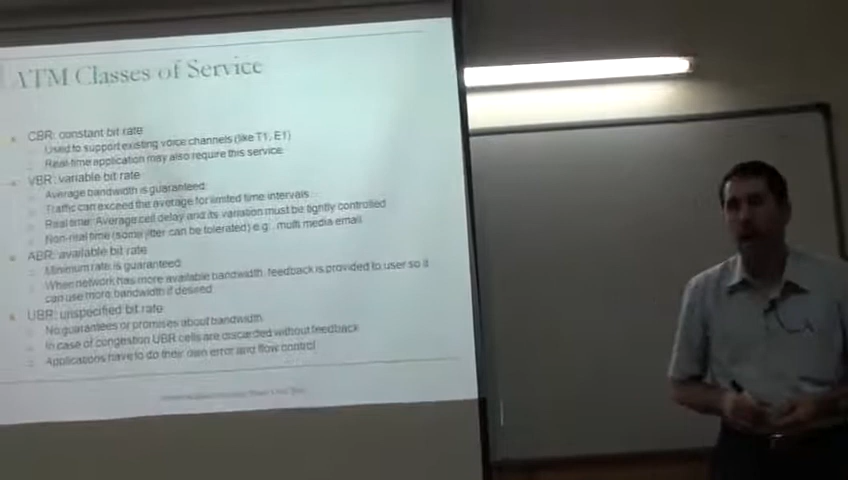 ATM Classes of Service
CBR: constant bit rate
Used to support existing voice channels (like T1, E1)
Real-time application may also require this service
VBR: variable bit rate
Average bandwidth is guaranteed
Traffic can exceed the average for limited time intervals
Real time: Average cell delay and its variation must be tightly controlled
Non-real time (some jitter can be tolerated) e.g.: multi media email
ABR: available bit rate
Minimum rate is guaranteed
When network has more available bandwidth, feedback is provided to user so it
can use more bandwidth if desired
UBR: unspecified bit rate
No guarantees or promises about bandwidth
In case of congestion UBR cells are discarded without feedback
Applications have to do their own error and flow control